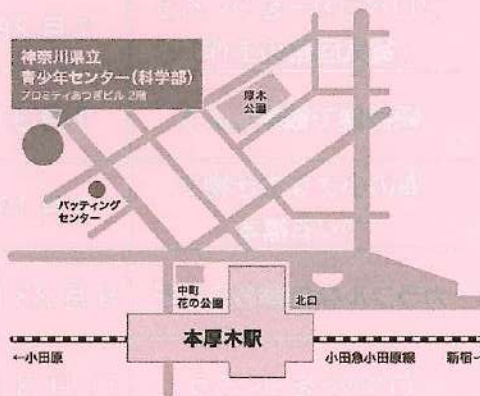 神奈川県立
青少年センター(科学部)
プロミティあつぎビル 2階
厚木
公園
バッティング
センター
中町
花の公園
北口
本厚木駅
←小田原
小田急小田原線
新宿→